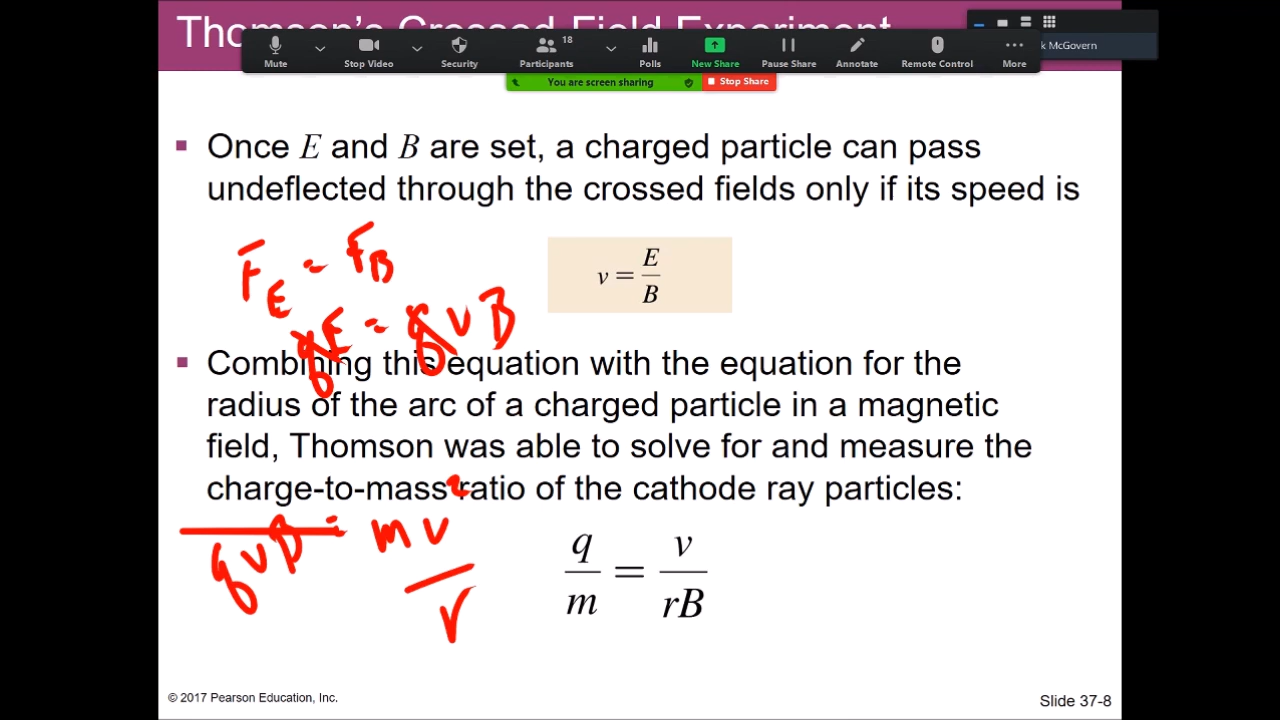 Thomson's Crossed-Field Experiment
k McGovern
18
Mute Stop Video Security Participants Polls New Share Pause Share Annotate Remote Control More
You are screen sharing Stop Share
Once E and B are set, a charged particle can pass
undeflected through the crossed fields only if its speed is
F_E = F_B
v = E/B
qE = qvB
Combining this equation with the equation for the
radius of the arc of a charged particle in a magnetic
field, Thomson was able to solve for and measure the
charge-to-mass ratio of the cathode ray particles:
qvB = mv²/r
q/m = v/rB
© 2017 Pearson Education, Inc.
Slide 37-8